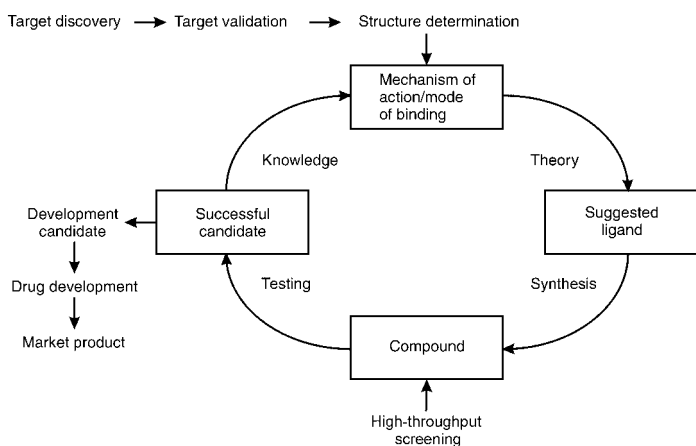 Target discovery
Target validation
Structure determination
Mechanism of
action/mode
of binding
Knowledge
Theory
Development
candidate
Successful
candidate
Suggested
ligand
Drug development
Testing
Synthesis
Market product
Compound
High-throughput
screening